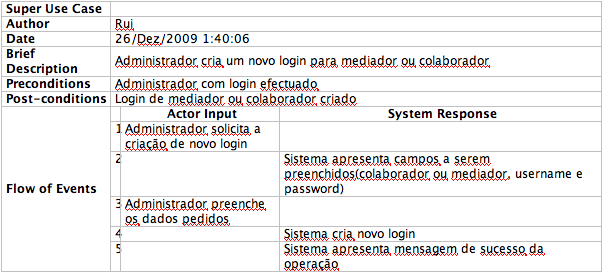 Super Use Case
Author Rui
Date 26/Dez/2009 1:40:06
Brief
Description Administrador cria um novo login para mediador ou colaborador
Preconditions Administrador com login efectuado
Post-conditions Login de mediador ou colaborador criado
Flow of Events
Actor Input System Response
1 Administrador solicita a
criação de novo login
2 Sistema apresenta campos a serem
preenchidos(colaborador ou mediador, username e
password)
3 Administrador preenche
os dados pedidos
4 Sistema cria novo login
5 Sistema apresenta mensagem de sucesso da
operação